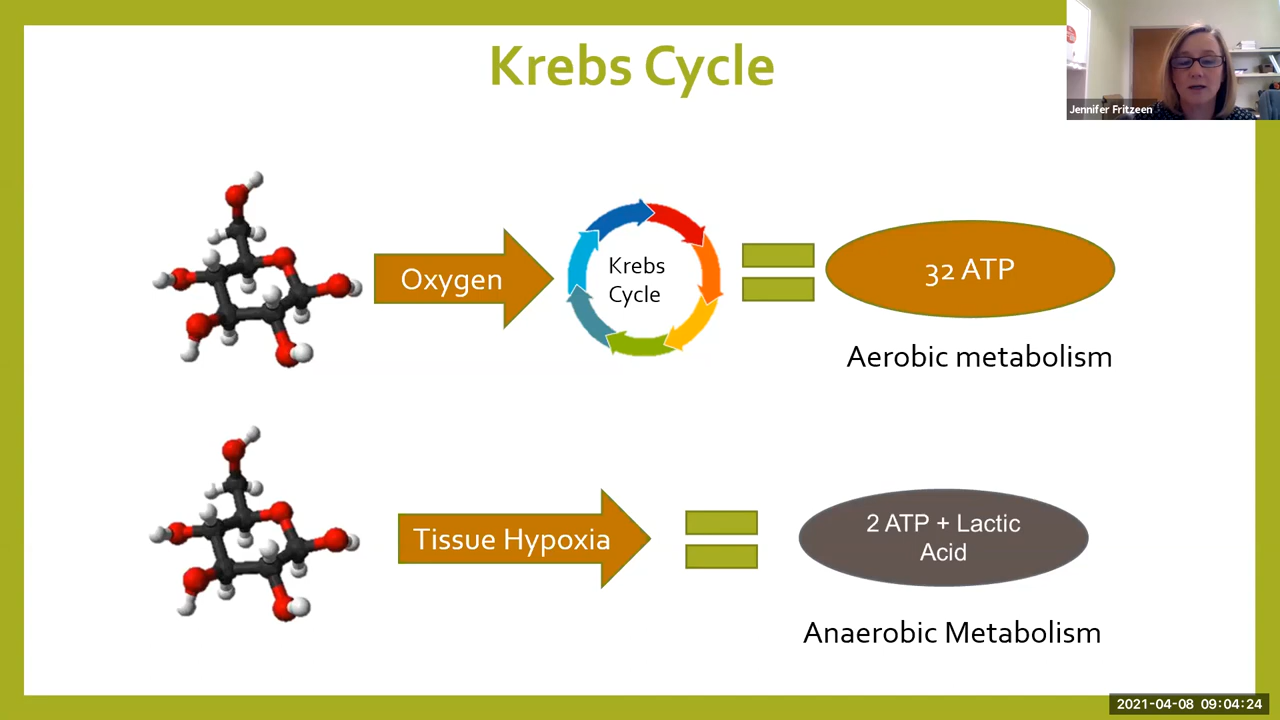 Krebs Cycle
Jennifer Fritzeen
Oxygen
Krebs
Cycle
32 ATP
Aerobic metabolism
Tissue Hypoxia
2 ATP + Lactic
Acid
Anaerobic Metabolism
2021-04-08 09:04:24